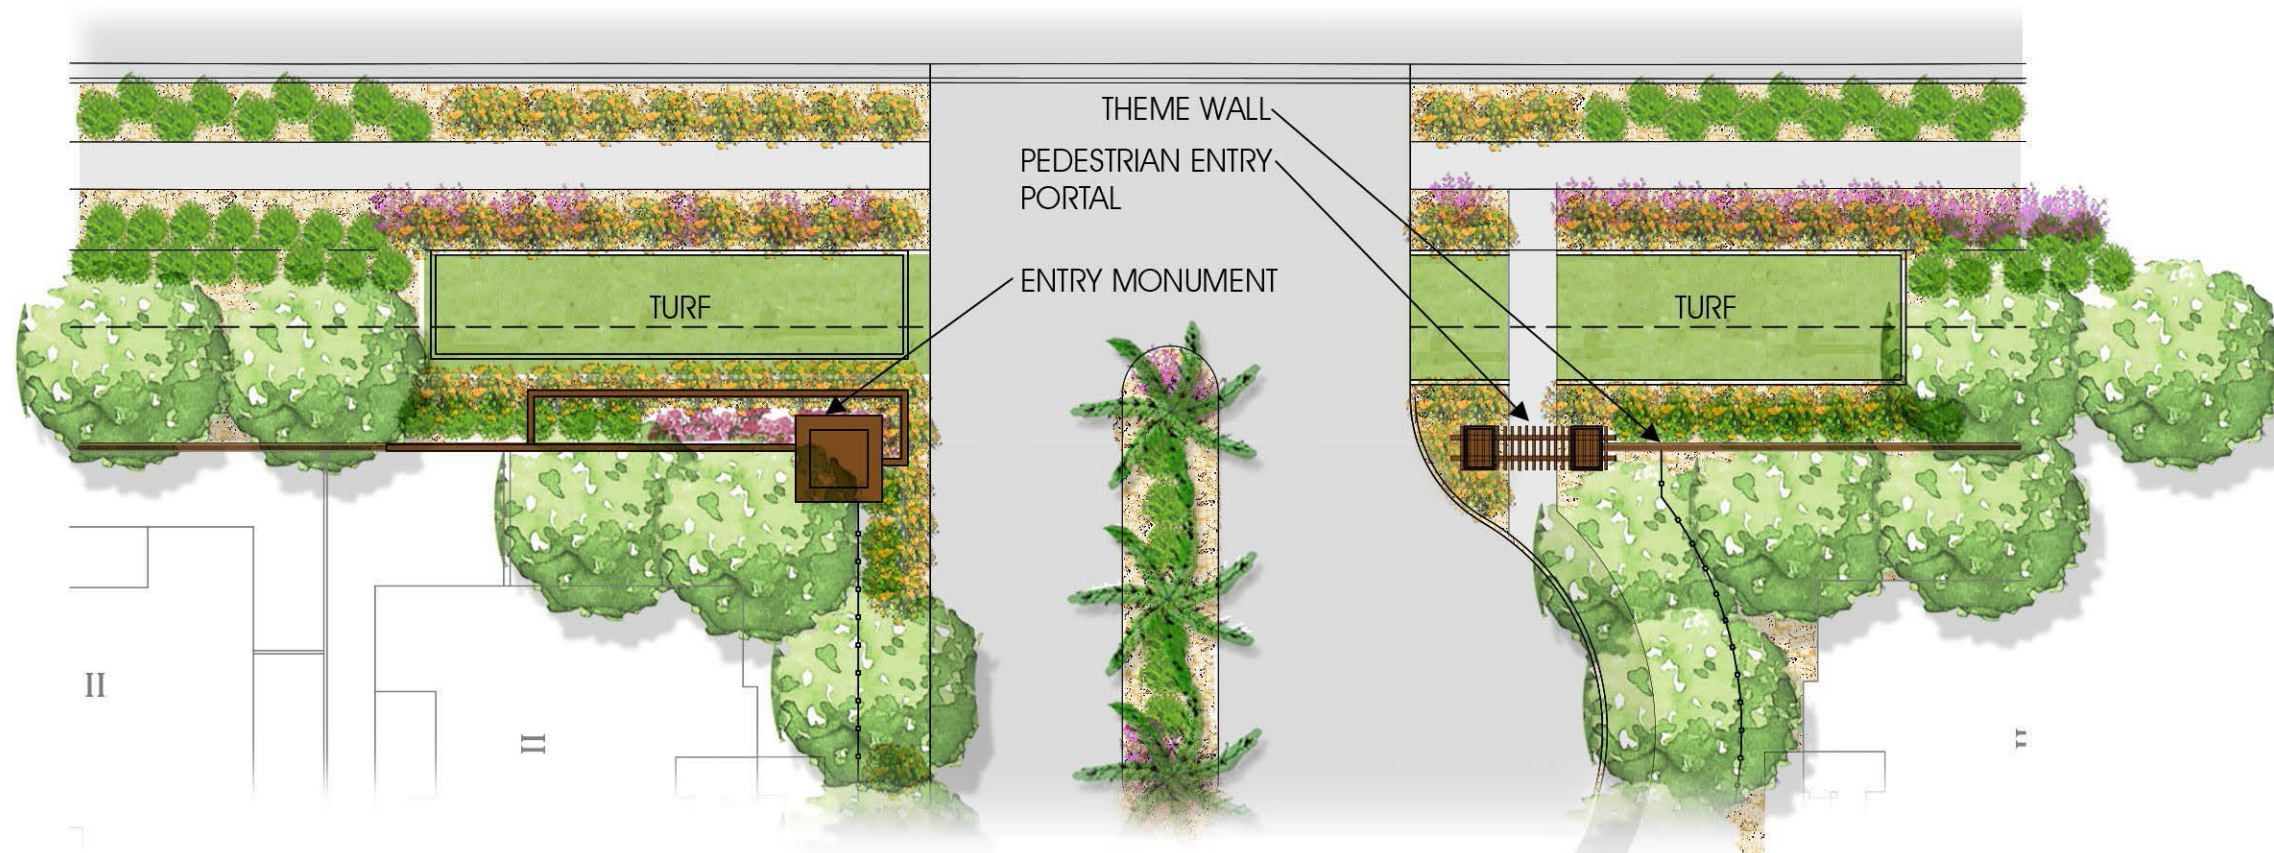 THEME WALL
PEDESTRIAN ENTRY
PORTAL
ENTRY MONUMENT
TURF
TURF
II
II